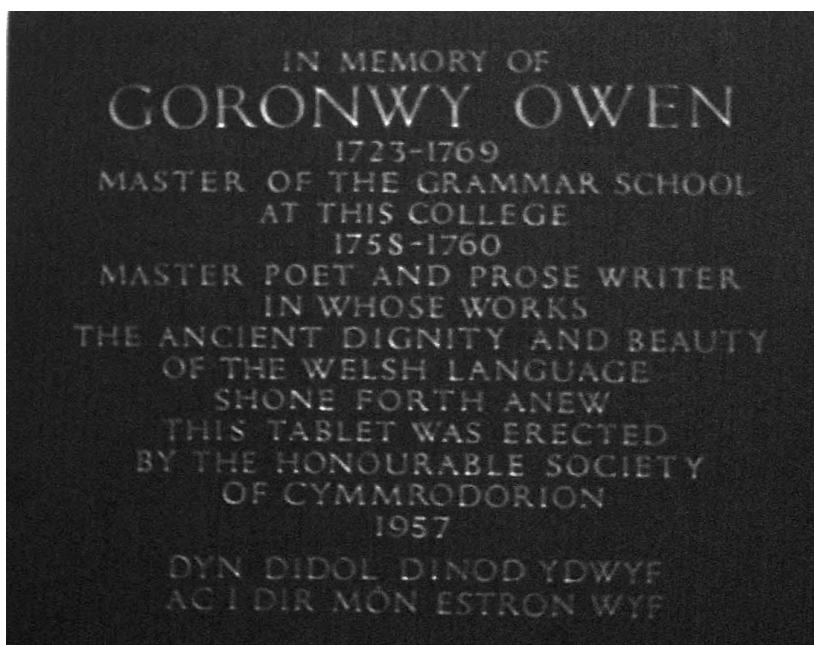 IN MEMORY OF
GORONWY OWEN
1723-1769
MASTER OF THE GRAMMAR SCHOOL
AT THIS COLLEGE
1758-1760
MASTER POET AND PROSE WRITER
IN WHOSE WORKS
THE ANCIENT DIGNITY AND BEAUTY
OF THE WELSH LANGUAGE
SHONE FORTH ANEW
THIS TABLET WAS ERECTED
BY THE HONOURABLE SOCIETY
OF CYMMRODORION
1957
DYN DIDOL DINOD YDWYF
AC I DIR MÔN ESTRON WYF